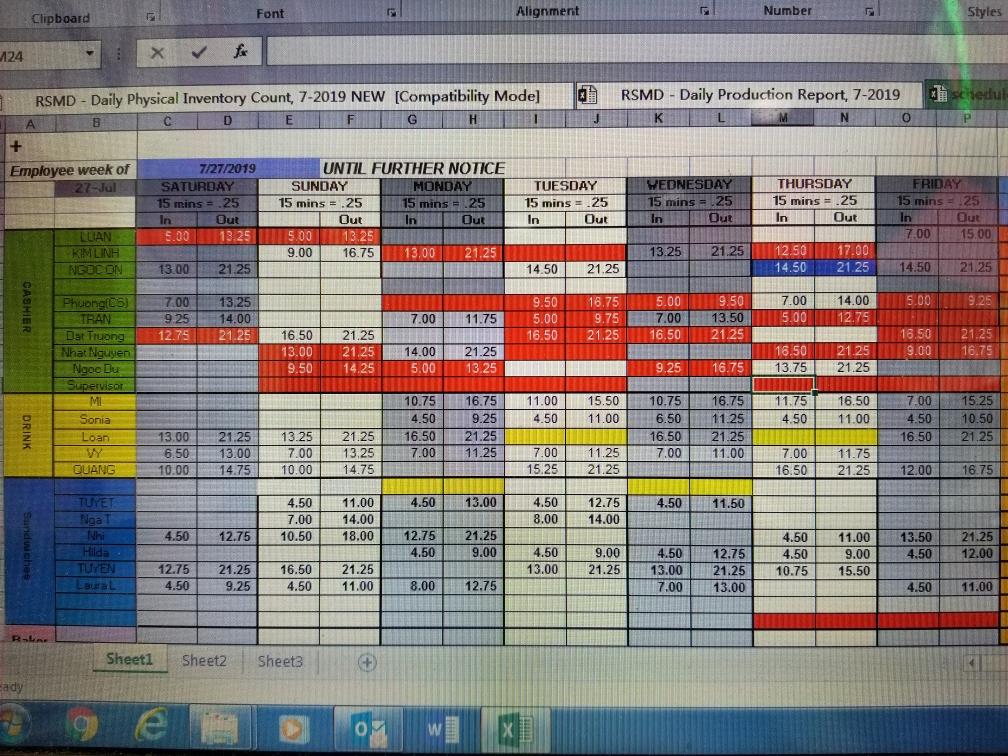 Clipboard Font Alignment Number Styles
M24 fx
RSMD - Daily Physical Inventory Count, 7-2019 NEW [Compatibility Mode] RSMD - Daily Production Report, 7-2019 schedul
A B C D E F G H I J K L M N O P
+
Employee week of 7/27/2019 UNTIL FURTHER NOTICE
27-Jul SATURDAY SUNDAY MONDAY TUESDAY WEDNESDAY THURSDAY FRIDAY
15 mins = .25 15 mins = .25 15 mins = .25 15 mins = .25 15 mins = .25 15 mins = .25 15 mins = .25
In Out Out In Out In Out In Out In Out In Out
CASHIER
LUAN 5.00 13.25 5.00 13.25 7.00 15.00
KIM LINH 9.00 16.75 13.00 21.25 13.25 21.25 12.50 17.00
NGOC ON 13.00 21.25 14.50 21.25 14.50 21.25 14.50 21.25
Phuong(CS) 7.00 13.25 9.50 16.75 5.00 9.50 7.00 14.00 5.00 9.25
TRAN 9.25 14.00 7.00 11.75 5.00 9.75 7.00 13.50 5.00 12.75
Dat Truong 12.75 21.25 16.50 21.25 16.50 21.25 16.50 21.25 16.50 21.25
Nhat Nguyen 13.00 21.25 14.00 21.25 16.50 21.25 9.00 16.75
Ngoc Du 9.50 14.25 5.00 13.25 9.25 16.75 13.75 21.25
Supervisor
DRINK
MI 10.75 16.75 11.00 15.50 10.75 16.75 11.75 16.50 7.00 15.25
Sonia 4.50 9.25 4.50 11.00 6.50 11.25 4.50 11.00 4.50 10.50
Loan 13.00 21.25 13.25 21.25 16.50 21.25 16.50 21.25 16.50 21.25
VY 6.50 13.00 7.00 13.25 7.00 11.25 7.00 11.25 7.00 11.00 7.00 11.75
QUANG 10.00 14.75 10.00 14.75 15.25 21.25 16.50 21.25 12.00 16.75
Sandwiches
TUYET 4.50 11.00 4.50 13.00 4.50 12.75 4.50 11.50
Nga T 7.00 14.00 8.00 14.00
Nhi 4.50 12.75 10.50 18.00 12.75 21.25 4.50 11.00 13.50 21.25
Hilda 4.50 9.00 4.50 9.00 4.50 12.75 4.50 9.00 4.50 12.00
TUYEN 12.75 21.25 16.50 21.25 13.00 21.25 13.00 21.25 10.75 15.50
Laura L 4.50 9.25 4.50 11.00 8.00 12.75 7.00 13.00 4.50 11.00
Baker
Sheet1 Sheet2 Sheet3
eady